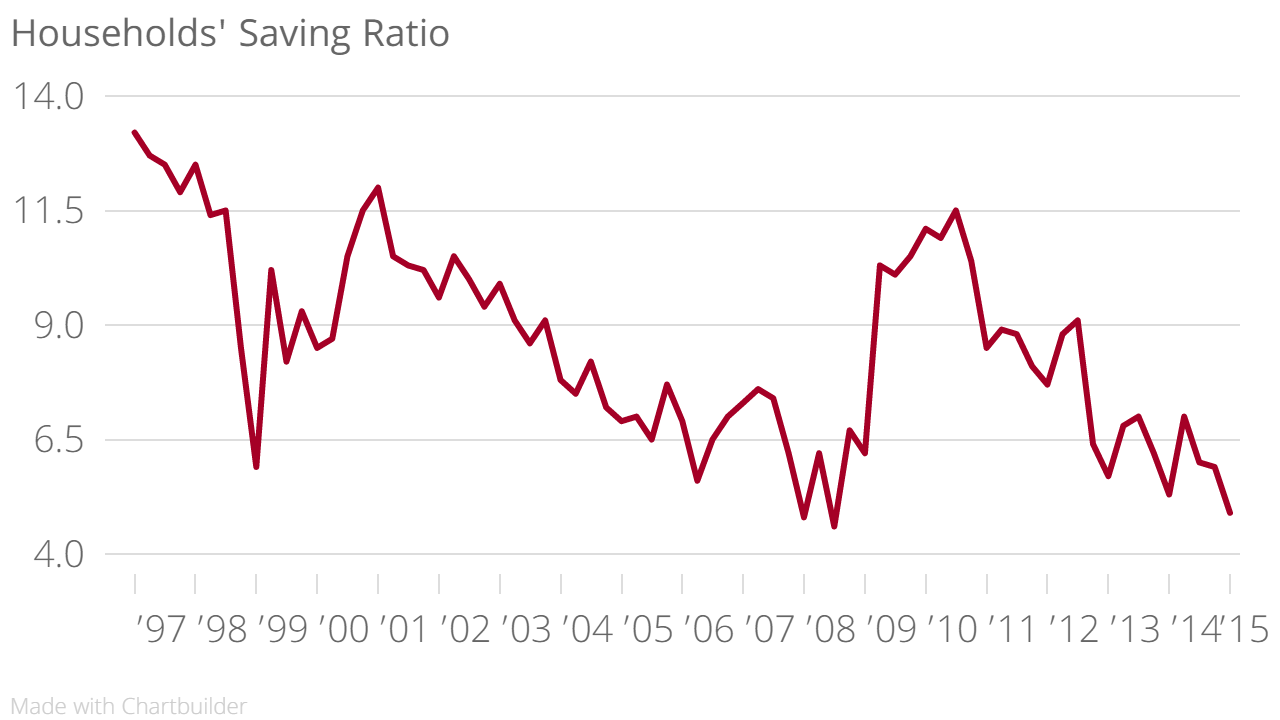 Households' Saving Ratio
14.0
11.5
9.0
6.5
4.0
’97 ’98 ’99 ’00 ’01 ’02 ’03 ’04 ’05 ’06 ’07 ’08 ’09 ’10 ’11 ’12 ’13 ’14 ’15
Made with Chartbuilder